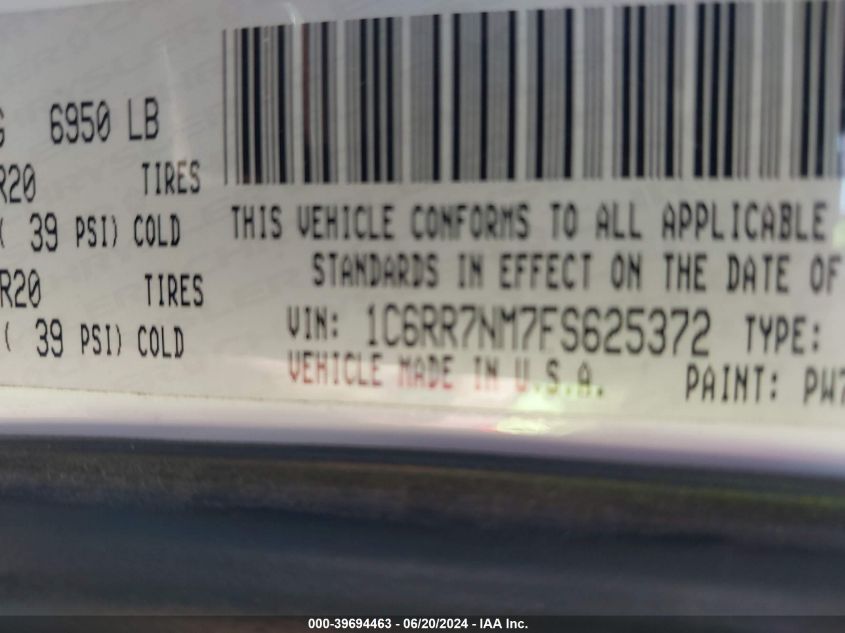 G 6950 LB
R20 TIRES
( 39 PSI) COLD
R20 TIRES
( 39 PSI) COLD
THIS VEHICLE CONFORMS TO ALL APPLICABLE
STANDARDS IN EFFECT ON THE DATE OF
VIN: 1C6RR7NM7FS625372 TYPE:
VEHICLE MADE IN U.S.A. PAINT: PW7
000-39694463 - 06/20/2024 - IAA Inc.